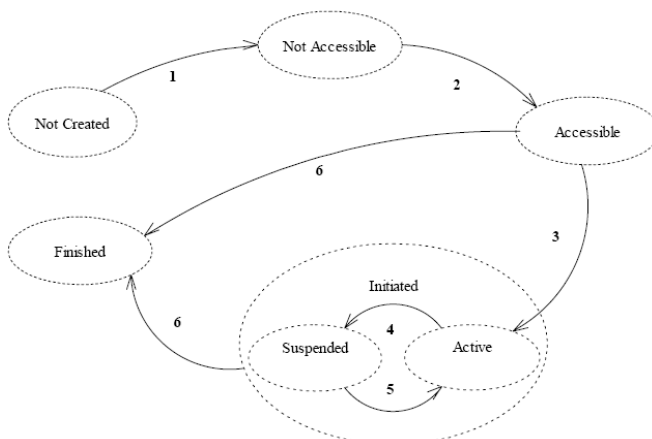 Not Accessible
1
2
Not Created
Accessible
6
3
Finished
Initiated
6
4
Suspended
Active
5